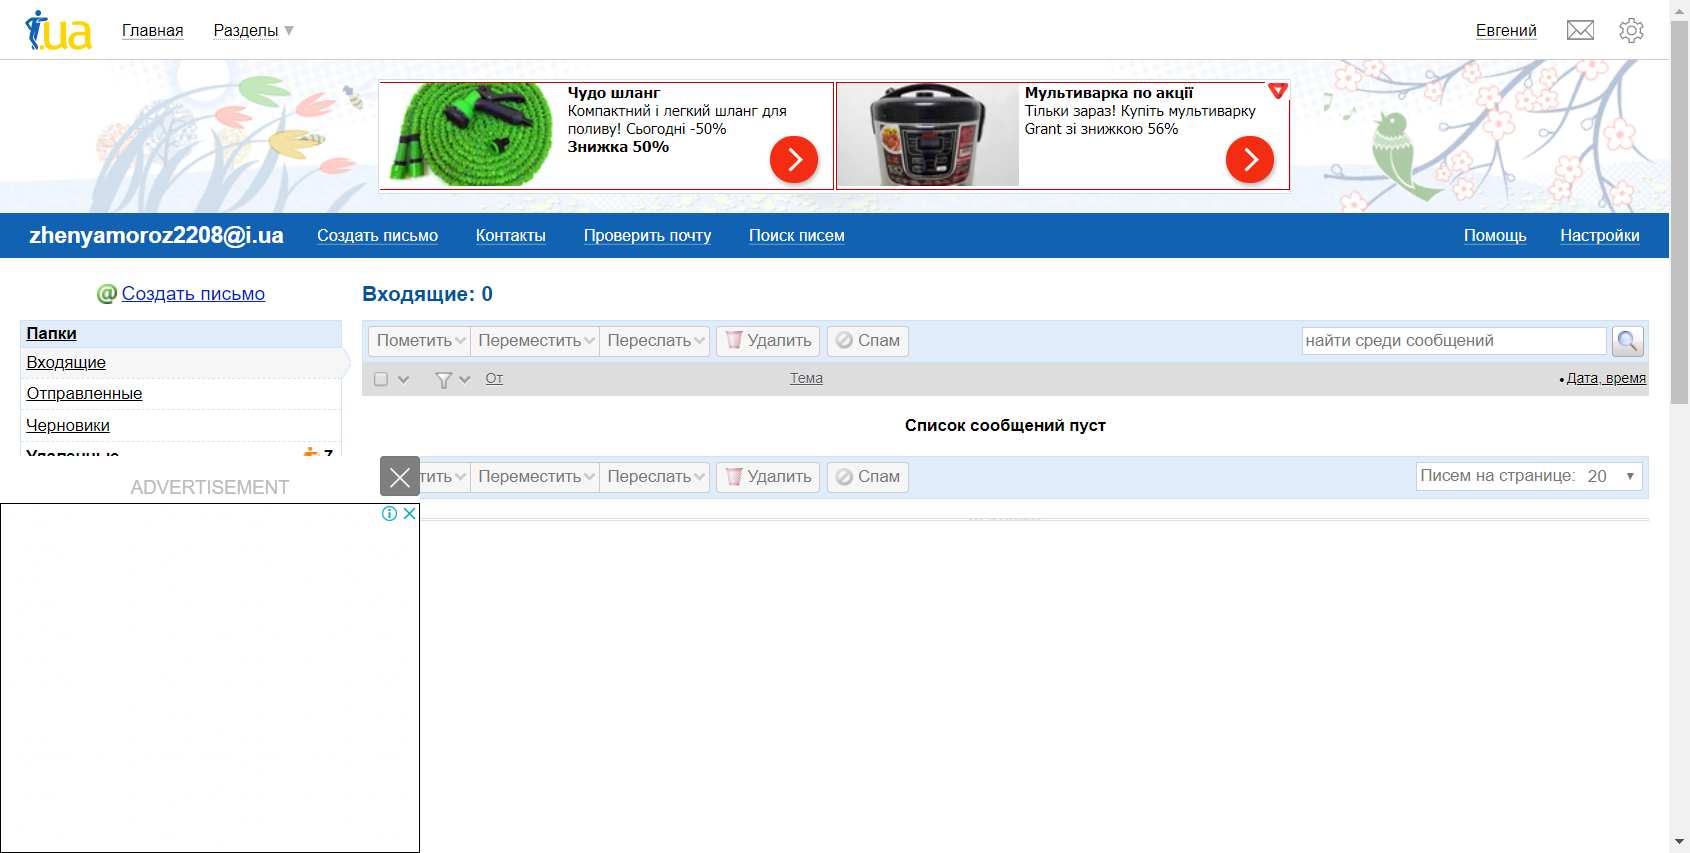 i.ua
Главная
Разделы
Евгений
Чудо шланг
Компактний і легкий шланг для
поливу! Сьогодні -50%
Знижка 50%
Мультиварка по акції
Тільки зараз! Купіть мультиварку
Grant зі знижкою 56%
zhenyamoroz2208@i.ua
Создать письмо
Контакты
Проверить почту
Поиск писем
Помощь
Настройки
Создать письмо
Папки
Входящие
Отправленные
Черновики
Удаленные 7
ADVERTISEMENT
Входящие: 0
Пометить Переместить Переслать Удалить Спам
найти среди сообщений
От Тема Дата, время
Список сообщений пуст
тить Переместить Переслать Удалить Спам
Писем на странице: 20